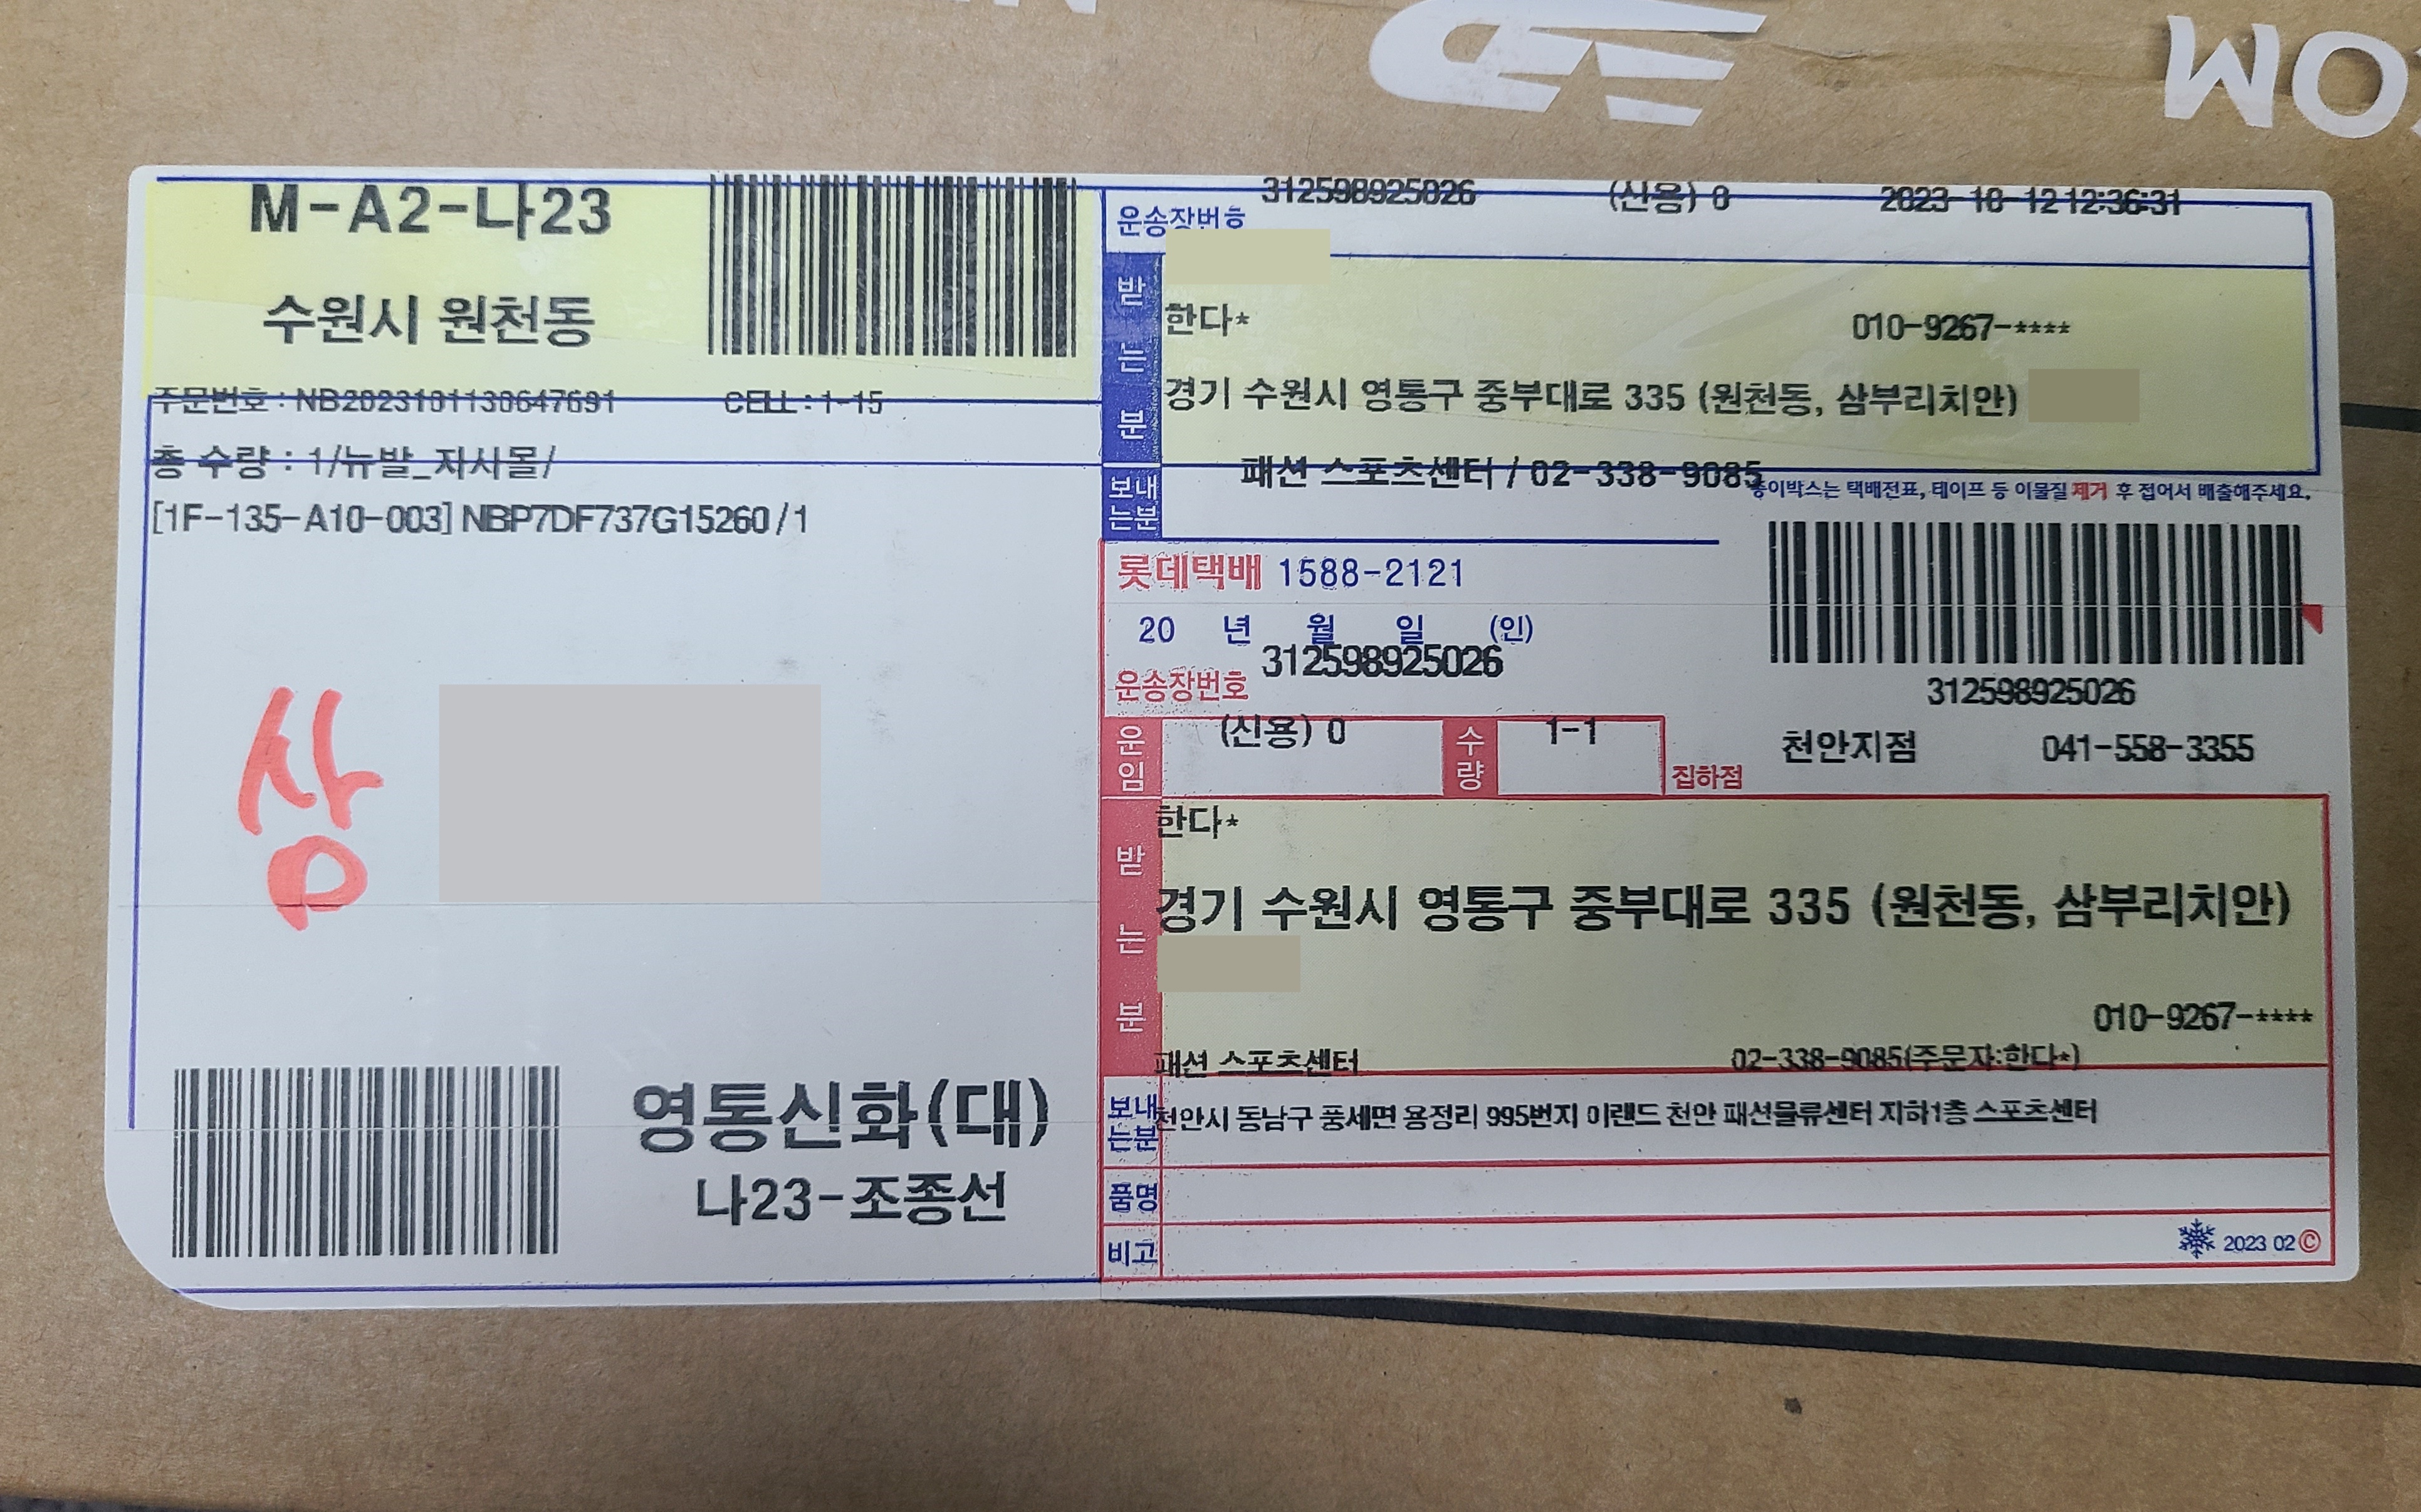 M-A2-나23
수원시 원천동
주문번호 : NB2023101130647691 CELL : 1-15
총 수량 : 1/뉴발_자사몰/
[1F-135-A10-003] NBP7DF737G15260 / 1
삼
영통신화(대)
나23-조종선
312598925026 (신용) 0 2023-10-12 12:36:31
운송장번호
받는분
한다* 010-9267-****
경기 수원시 영통구 중부대로 335 (원천동, 삼부리치안)
보내는분
패션 스포츠센터 / 02-338-9085
종이박스는 택배전표, 테이프 등 이물질 제거 후 접어서 배출해주세요.
롯데택배 1588-2121
20 년 월 일 (인)
운송장번호 312598925026
312598925026
운임 (신용) 0 수량 1-1
집하점 천안지점 041-558-3355
받는분
한다*
경기 수원시 영통구 중부대로 335 (원천동, 삼부리치안)
010-9267-****
패션 스포츠센터 02-338-9085(주문자:한다*)
보내는분
천안시 동남구 풍세면 용정리 995번지 이랜드 천안 패션물류센터 지하1층 스포츠센터
품명
비고
2023 02 ©